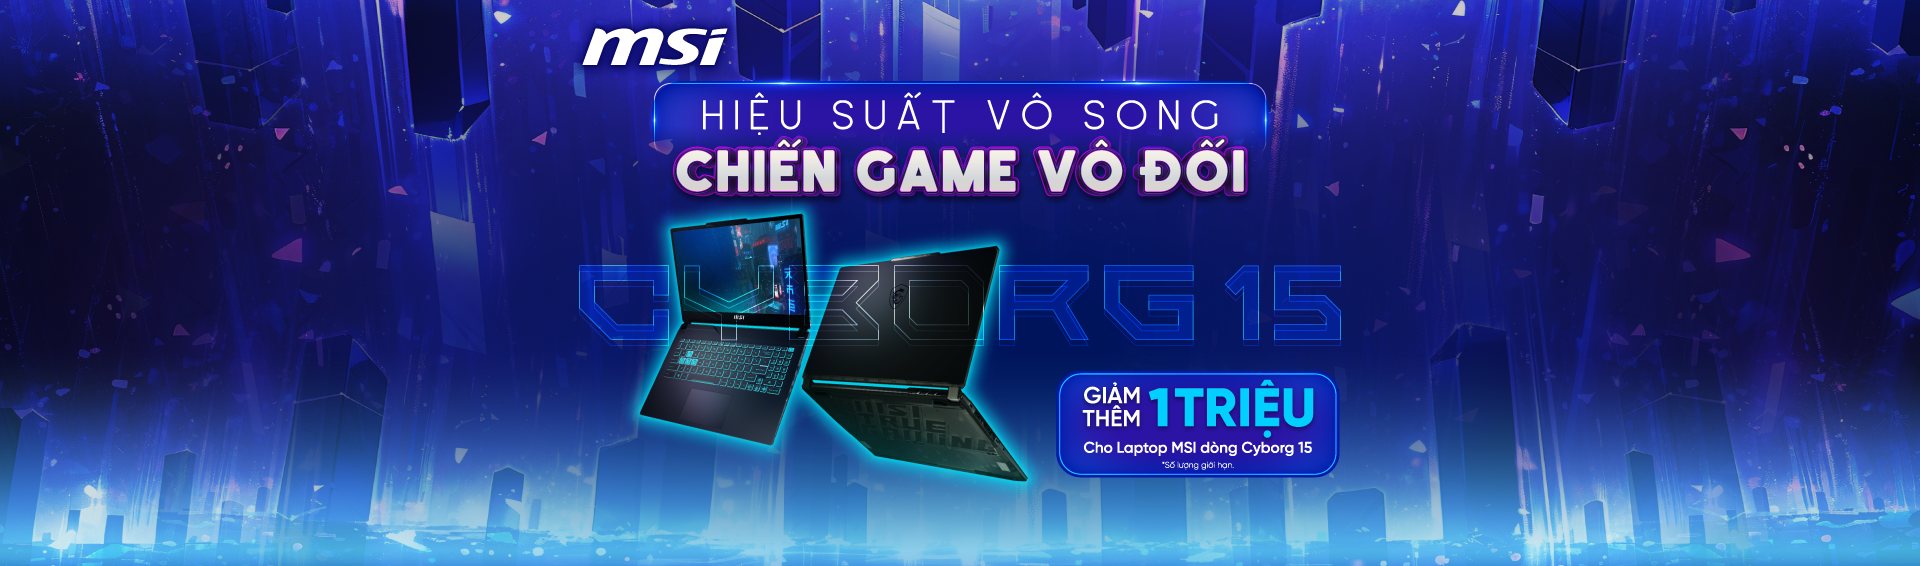 msi
HIỆU SUẤT VÔ SONG
CHIẾN GAME VÔ ĐỐI
CYBORG 15
msi
GIẢM THÊM 1 TRIỆU
Cho Laptop MSI dòng Cyborg 15
*Số lượng giới hạn.